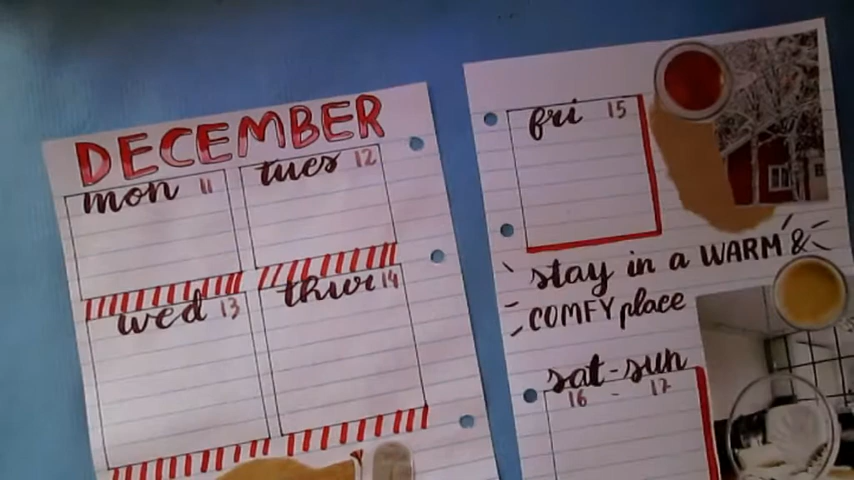 DECEMBER
mon 11
tues 12
wed 13
thur 14
fri 15
stay in a WARM &
COMFY place
sat-sun
16 - 17